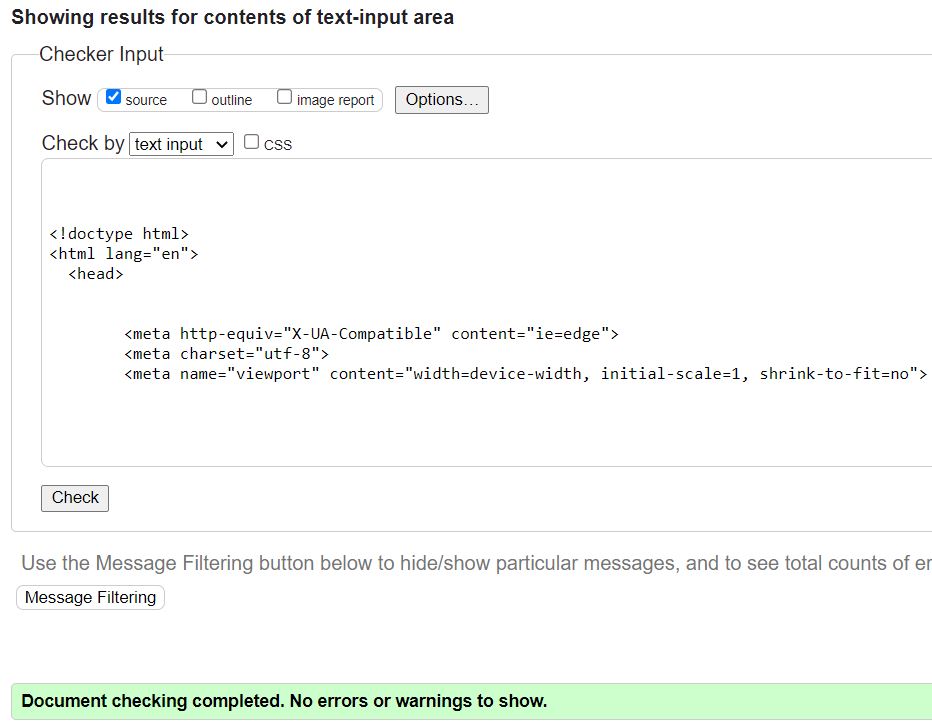 Showing results for contents of text-input area
Checker Input
Show source outline image report Options...
Check by text input CSS
<!doctype html>
<html lang="en">
<head>
<meta http-equiv="X-UA-Compatible" content="ie=edge">
<meta charset="utf-8">
<meta name="viewport" content="width=device-width, initial-scale=1, shrink-to-fit=no">
Check
Use the Message Filtering button below to hide/show particular messages, and to see total counts of er
Message Filtering
Document checking completed. No errors or warnings to show.